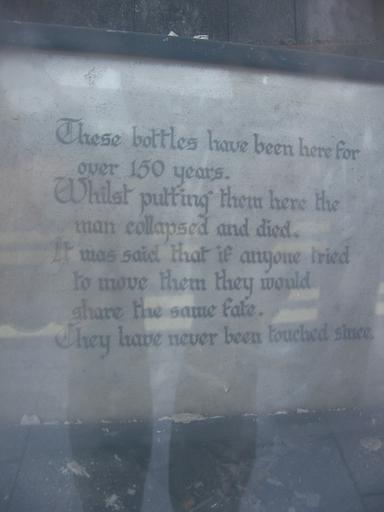 These bottles have been here for
over 150 years.
Whilst putting them here the
man collapsed and died.
It was said that if anyone tried
to move them they would
share the same fate.
They have never been touched since.